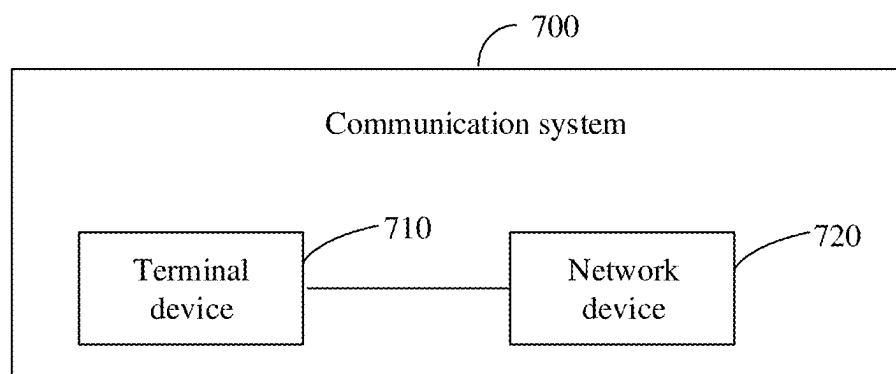 700
Communication system
710
720
Terminal
device
Network
device